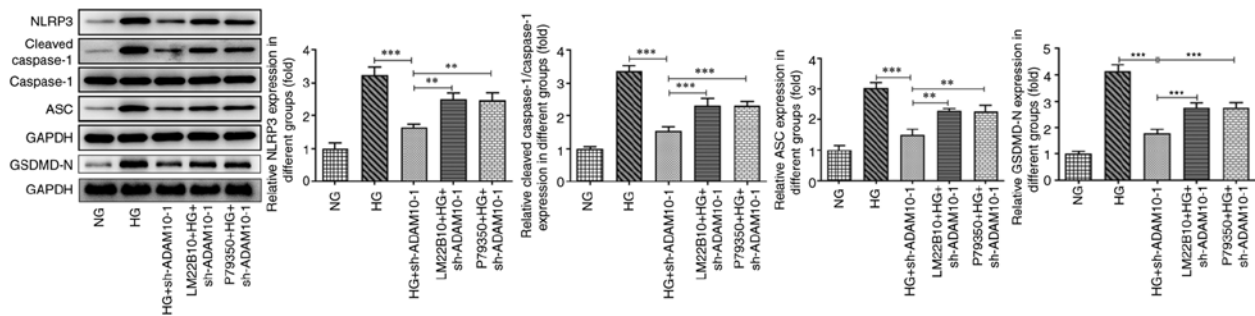 NLRP3
Cleaved
caspase-1
Caspase-1
ASC
GAPDH
GSDMD-N
GAPDH
NG
HG
HG+sh-ADAM10-1
LM22B10+HG+
sh-ADAM10-1
P79350+HG+
sh-ADAM10-1
Relative NLRP3 expression in
different groups (fold)
4
3
2
1
0
***
**
**
NG
HG
HG+sh-ADAM10-1
LM22B10+HG+
sh-ADAM10-1
P79350+HG+
sh-ADAM10-1
Relative cleaved caspase-1/caspase-1
expression in different groups (fold)
4
3
2
1
0
***
***
***
NG
HG
HG+sh-ADAM10-1
LM22B10+HG+
sh-ADAM10-1
P79350+HG+
sh-ADAM10-1
Relative ASC expression in
different groups (fold)
4
3
2
1
0
***
**
**
NG
HG
HG+sh-ADAM10-1
LM22B10+HG+
sh-ADAM10-1
P79350+HG+
sh-ADAM10-1
Relative GSDMD-N expression in
different groups (fold)
5
4
3
2
1
0
***
***
***
NG
HG
HG+sh-ADAM10-1
LM22B10+HG+
sh-ADAM10-1
P79350+HG+
sh-ADAM10-1